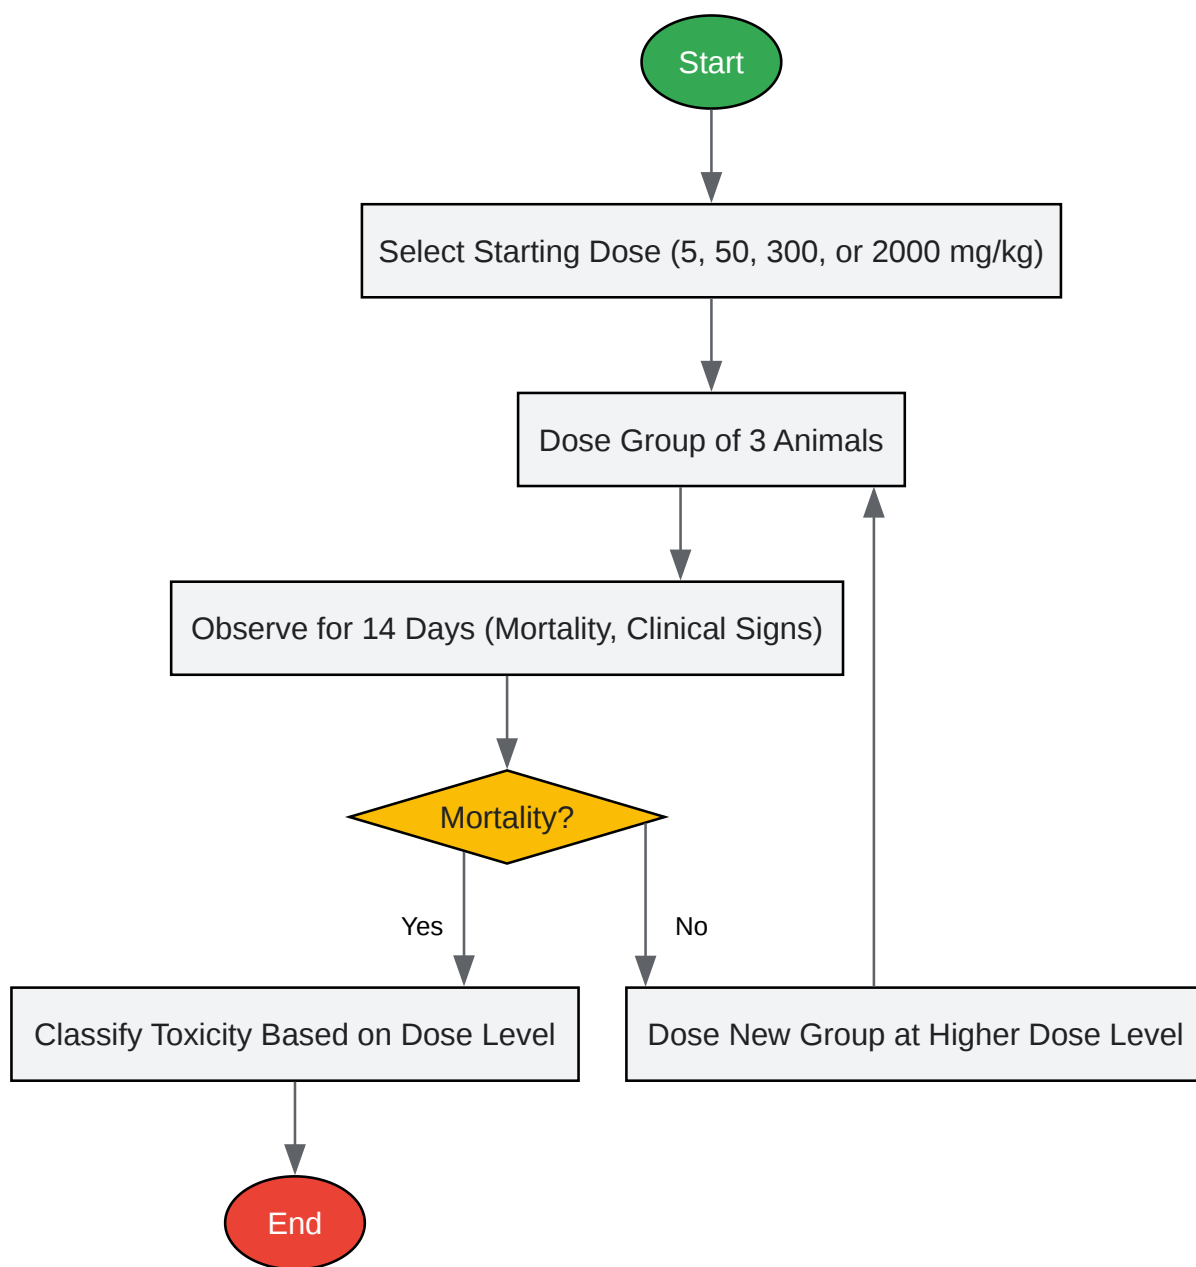 Start
Select Starting Dose (5, 50, 300, or 2000 mg/kg)
Dose Group of 3 Animals
Observe for 14 Days (Mortality, Clinical Signs)
Mortality?
Yes
No
Classify Toxicity Based on Dose Level
Dose New Group at Higher Dose Level
End